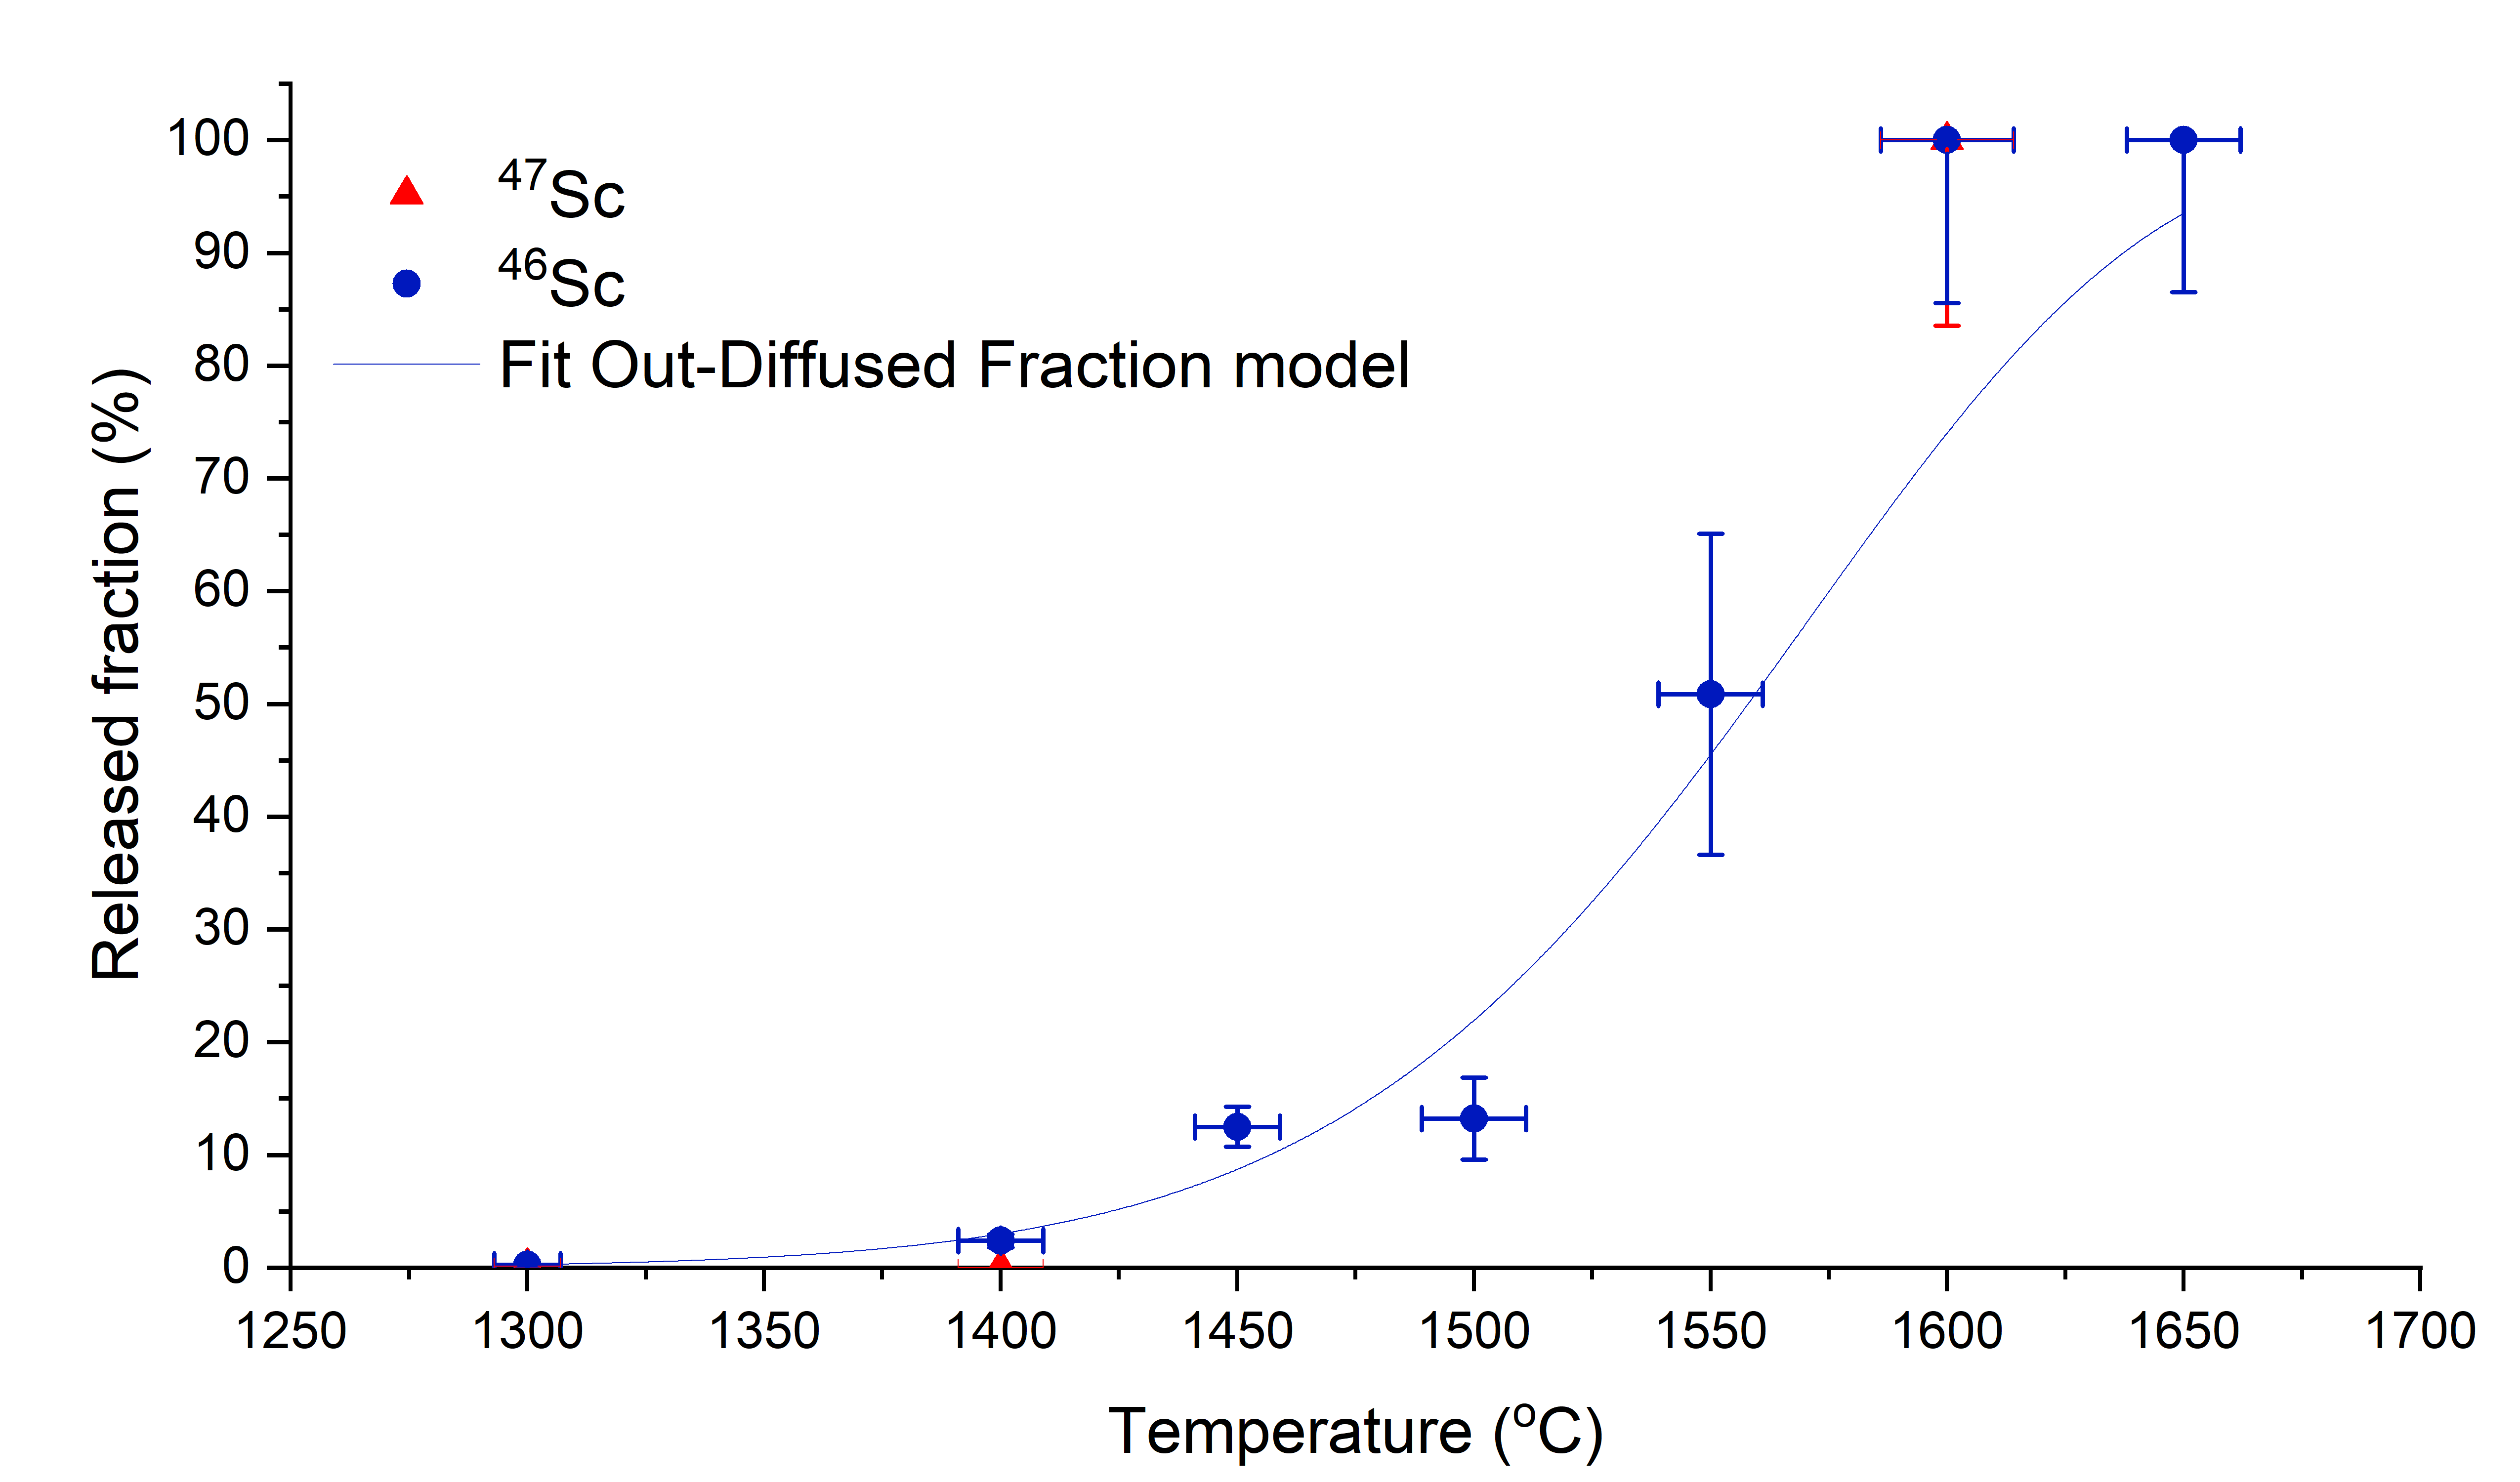 100
90
80
70
60
50
40
30
20
10
0
Released fraction (%)
⁴⁷Sc
⁴⁶Sc
Fit Out-Diffused Fraction model
1250 1300 1350 1400 1450 1500 1550 1600 1650 1700
Temperature (ᵒC)